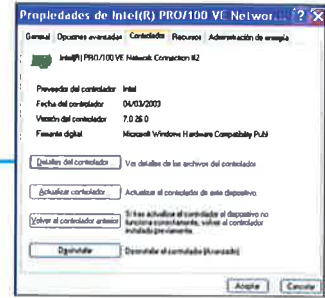 Propiedades de Intel(R) PRO/100 VE Networ...
General Opciones avanzadas Controlador Recursos Administración de energía
Intel(R) PRO/100 VE Network Connection #2
Proveedor del controlador: Intel
Fecha del controlador: 04/03/2003
Versión del controlador: 7.0.26.0
Firmante digital: Microsoft Windows Hardware Compatibility Publ
Detalles del controlador... Ver detalles de los archivos del controlador.
Actualizar controlador... Actualizar el controlador de este dispositivo.
Volver al controlador anterior Si tras actualizar el controlador el dispositivo no funciona correctamente, volver al controlador instalado previamente.
Desinstalar Desinstalar el controlador (Avanzado).
Aceptar Cancelar